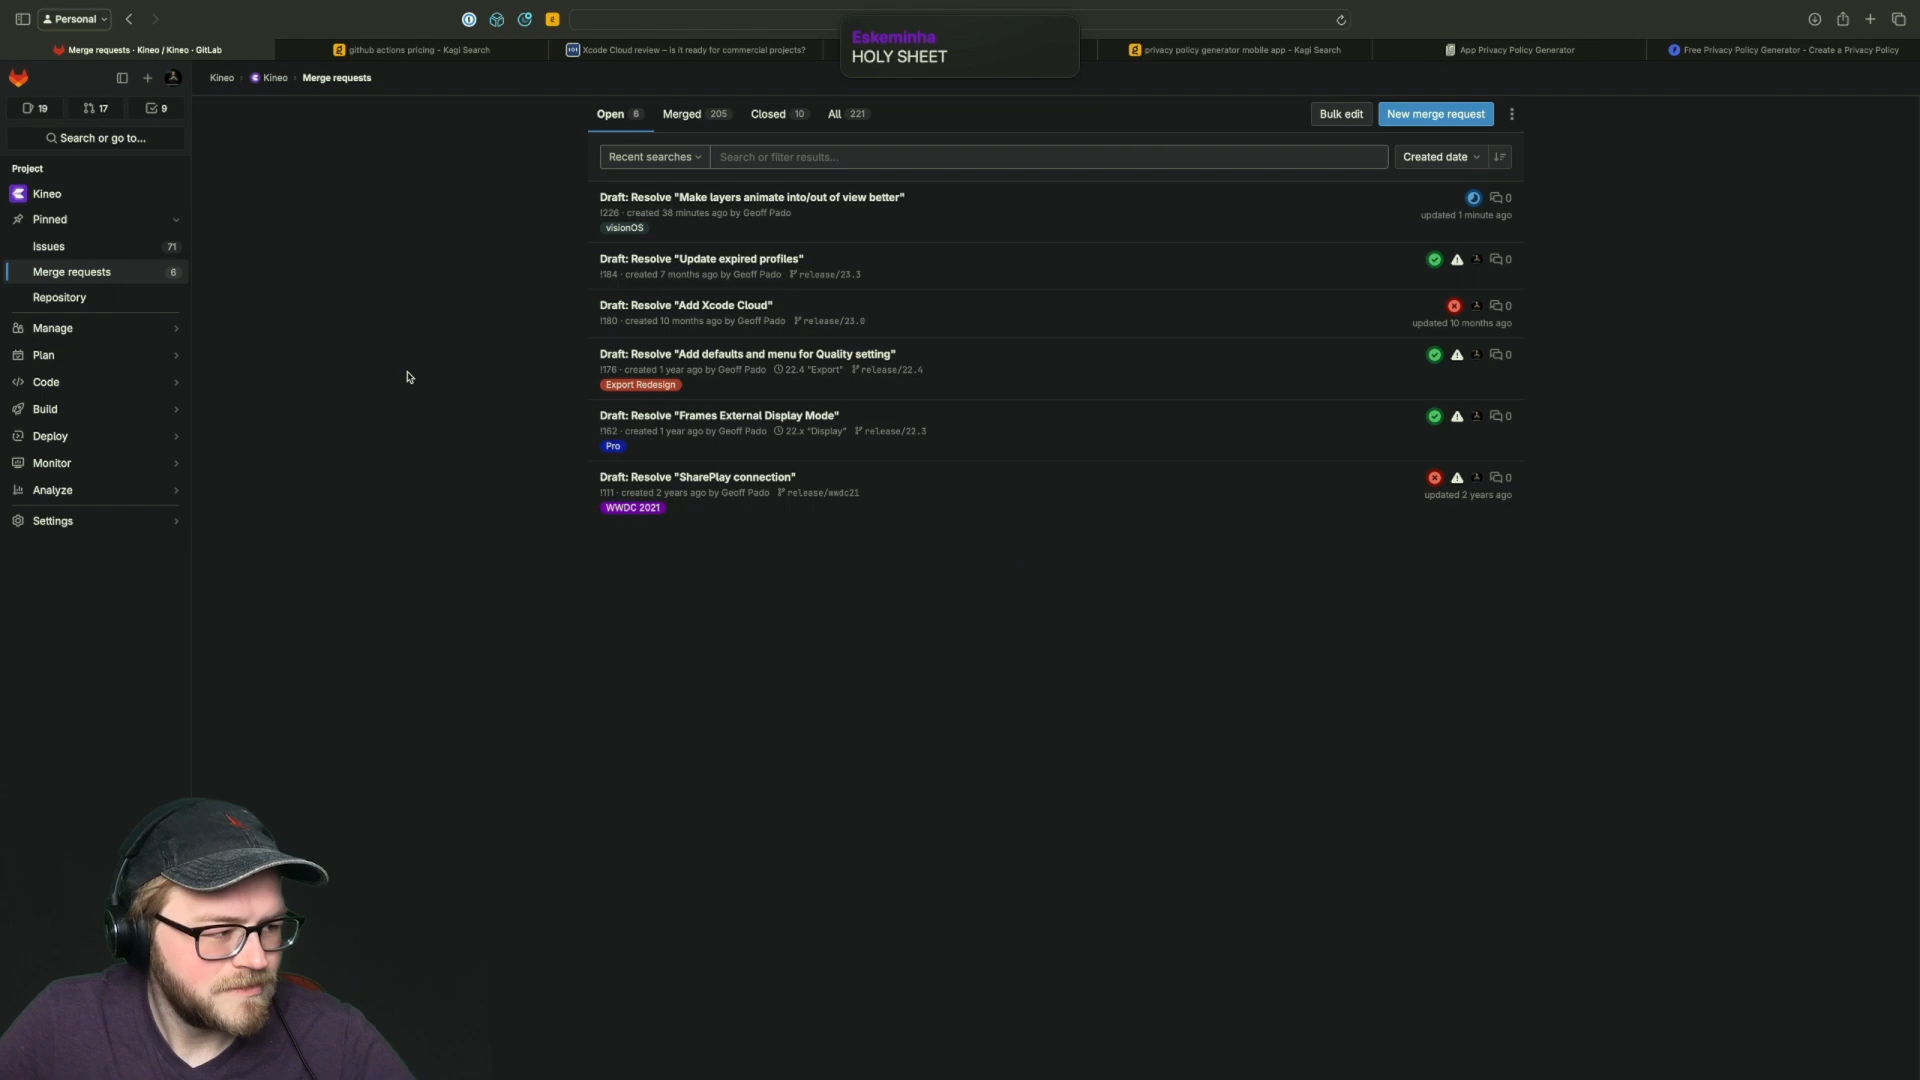 Personal
Merge requests · Kineo / Kineo · GitLab
github actions pricing - Kagi Search
Xcode Cloud review – is it ready for commercial projects?
Eskeminha
HOLY SHEET
privacy policy generator mobile app - Kagi Search
App Privacy Policy Generator
Free Privacy Policy Generator - Create a Privacy Policy
Kineo
Kineo
Merge requests
19
17
9
Search or go to...
Project
Kineo
Pinned
Issues 71
Merge requests 6
Repository
Manage
Plan
Code
Build
Deploy
Monitor
Analyze
Settings
Open 6
Merged 205
Closed 10
All 221
Bulk edit
New merge request
Recent searches
Search or filter results...
Created date
Draft: Resolve "Make layers animate into/out of view better"
0
!226 · created 38 minutes ago by Geoff Pado
updated 1 minute ago
visionOS
Draft: Resolve "Update expired profiles"
0
!184 · created 7 months ago by Geoff Pado release/23.3
Draft: Resolve "Add Xcode Cloud"
0
!180 · created 10 months ago by Geoff Pado release/23.0
updated 10 months ago
Draft: Resolve "Add defaults and menu for Quality setting"
0
!176 · created 1 year ago by Geoff Pado 22.4 "Export" release/22.4
Export Redesign
Draft: Resolve "Frames External Display Mode"
0
!162 · created 1 year ago by Geoff Pado 22.x "Display" release/22.3
Pro
Draft: Resolve "SharePlay connection"
0
!111 · created 2 years ago by Geoff Pado release/wwdc21
updated 2 years ago
WWDC 2021